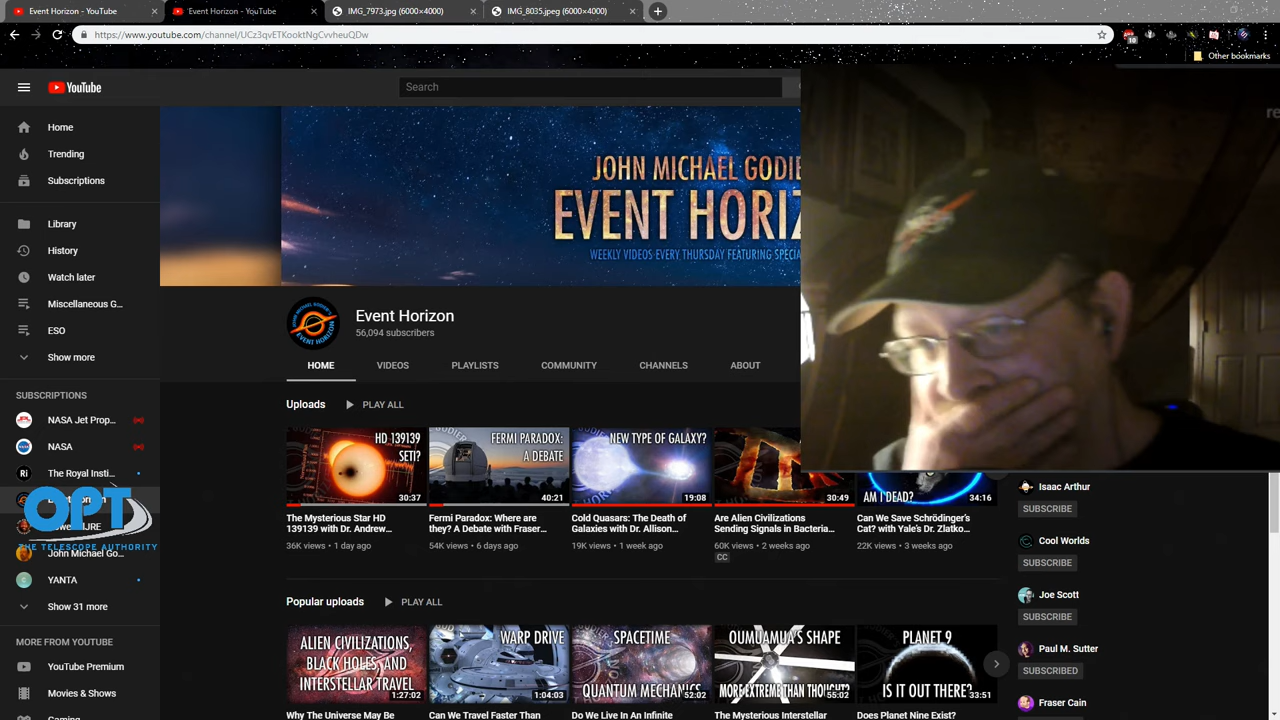 Event Horizon - YouTube
Event Horizon - YouTube
IMG_7973.jpg (6000×4000)
IMG_8035.jpeg (6000×4000)
https://www.youtube.com/channel/UCz3qvETKooktNgCvvheuQDw
10
Other bookmarks
YouTube
Search
Home
Trending
Subscriptions
Library
History
Watch later
Miscellaneous G...
ESO
Show more
SUBSCRIPTIONS
NASA Jet Prop...
NASA
The Royal Insti...
OPT
THE TELESCOPE AUTHORITY
John Michael Go...
YANTA
Show 31 more
MORE FROM YOUTUBE
YouTube Premium
Movies & Shows
Gaming
JOHN MICHAEL GODIE
EVENT HORIZ
WEEKLY VIDEOS EVERY THURSDAY FEATURING SPECIA
Event Horizon
56,094 subscribers
HOME
VIDEOS
PLAYLISTS
COMMUNITY
CHANNELS
ABOUT
Uploads
PLAY ALL
HD 139139
SETI?
30:37
FERMI PARADOX:
A DEBATE
40:21
NEW TYPE OF GALAXY?
19:08
30:49
AM I DEAD?
34:16
The Mysterious Star HD
139139 with Dr. Andrew...
36K views • 1 day ago
Fermi Paradox: Where are
they? A Debate with Fraser...
54K views • 6 days ago
Cold Quasars: The Death of
Galaxies with Dr. Allison...
19K views • 1 week ago
Are Alien Civilizations
Sending Signals in Bacteria...
60K views • 2 weeks ago
CC
Can We Save Schrödinger's
Cat? with Yale's Dr. Zlatko...
22K views • 3 weeks ago
Popular uploads
PLAY ALL
ALIEN CIVILIZATIONS,
BLACK HOLES, AND
INTERSTELLAR TRAVEL
1:27:02
WARP DRIVE
1:04:03
SPACETIME
QUANTUM MECHANICS
52:02
OUMUAMUA'S SHAPE
MORE EXTREME THAN THOUGHT?
55:02
PLANET 9
IS IT OUT THERE?
33:51
Why The Universe May Be
Can We Travel Faster Than
Do We Live In An Infinite
The Mysterious Interstellar
Does Planet Nine Exist?
Isaac Arthur
SUBSCRIBE
Cool Worlds
SUBSCRIBE
Joe Scott
SUBSCRIBE
Paul M. Sutter
SUBSCRIBED
Fraser Cain
re